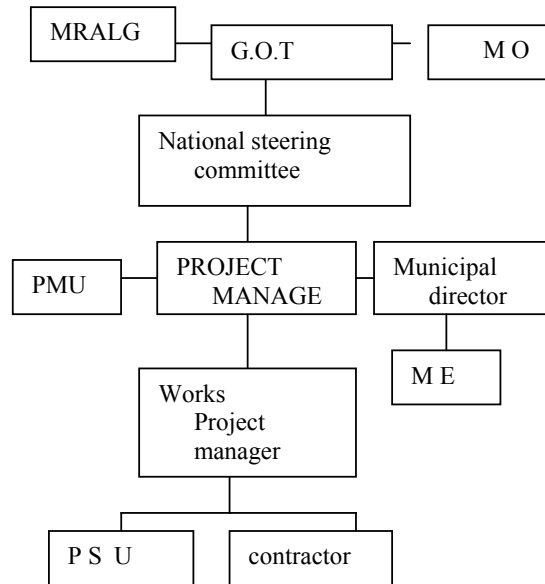 MRALG
G.O.T
M O
National steering
committee
PMU
PROJECT
MANAGE
Municipal
director
M E
Works
Project
manager
P S U
contractor